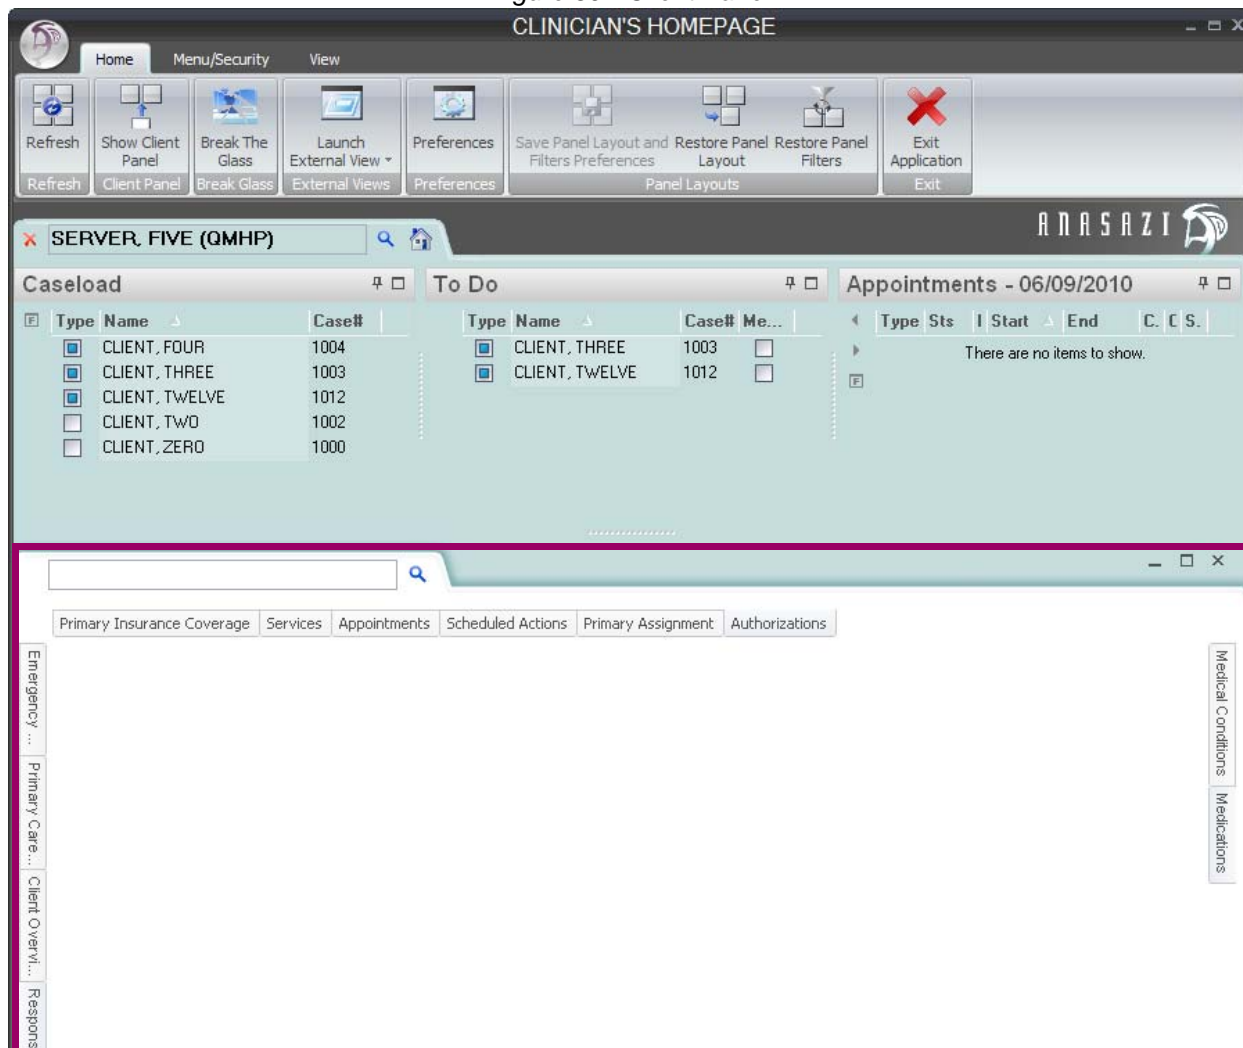 CLINICIAN'S HOMEPAGE
Home Menu/Security View
Refresh Show Client Panel Break The Glass Launch External View Preferences Save Panel Layout and Filters Preferences Restore Panel Layout Restore Panel Filters Exit Application
Refresh Client Panel Break Glass External Views Preferences Panel Layouts Exit
ANASAZI
SERVER, FIVE (QMHP)
Caseload
Type Name Case#
CLIENT, FOUR 1004
CLIENT, THREE 1003
CLIENT, TWELVE 1012
CLIENT, TWO 1002
CLIENT, ZERO 1000
To Do
Type Name Case# Me...
CLIENT, THREE 1003
CLIENT, TWELVE 1012
Appointments - 06/09/2010
Type Sts I Start End C. C S.
There are no items to show.
Primary Insurance Coverage Services Appointments Scheduled Actions Primary Assignment Authorizations
Emergency ...
Primary Care...
Client Overvi...
Respons
Medical Conditions
Medications